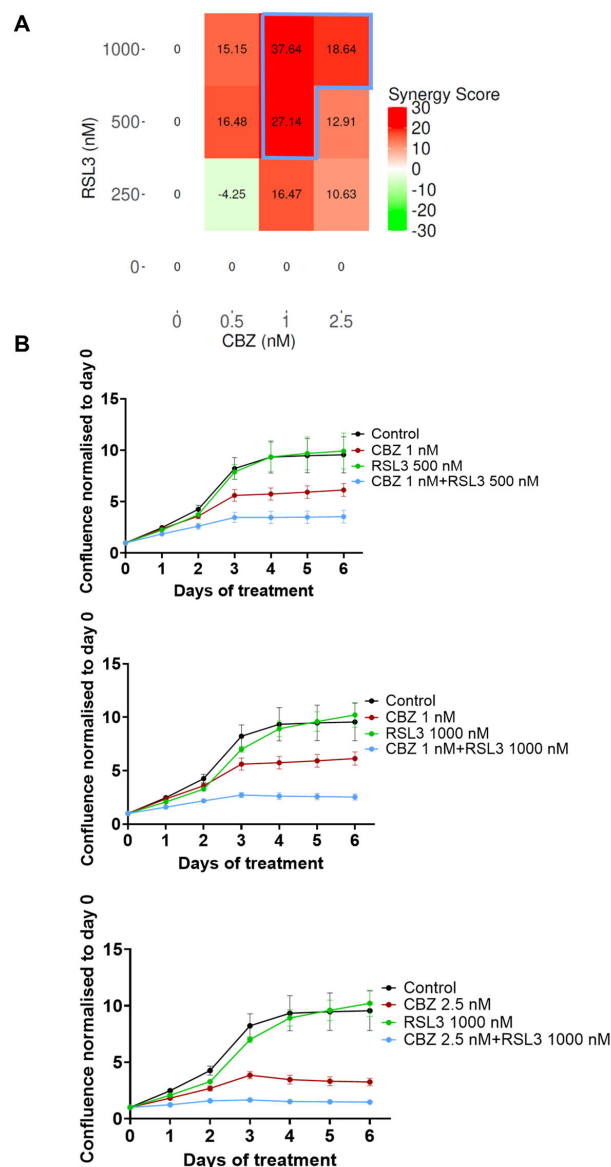 A
1000- 0 15.15 37.64 18.64
Synergy Score
500- 0 16.48 27.14 12.91
30
20
10
0
-10
-20
-30
RSL3 (nM)
250- 0 -4.25 16.47 10.63
0- 0 0 0 0
0 0.5 1 2.5
CBZ (nM)
B
Confluence normalised to day 0
15
10
5
0
Control
CBZ 1 nM
RSL3 500 nM
CBZ 1 nM+RSL3 500 nM
0 1 2 3 4 5 6
Days of treatment
Confluence normalised to day 0
15
10
5
0
Control
CBZ 1 nM
RSL3 1000 nM
CBZ 1 nM+RSL3 1000 nM
0 1 2 3 4 5 6
Days of treatment
Confluence normalised to day 0
15
10
5
0
Control
CBZ 2.5 nM
RSL3 1000 nM
CBZ 2.5 nM+RSL3 1000 nM
0 1 2 3 4 5 6
Days of treatment